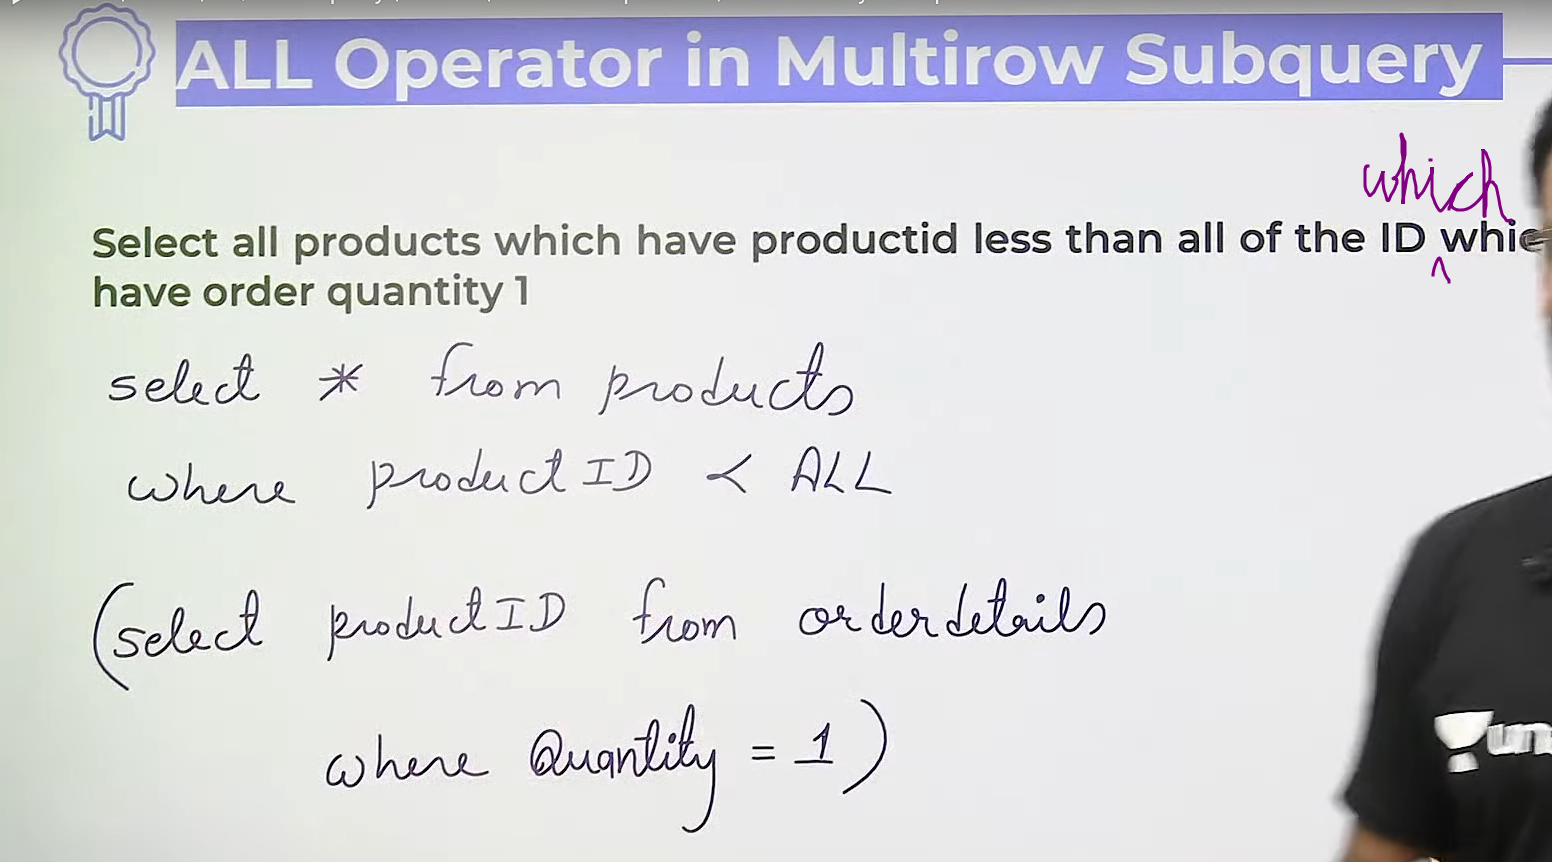 ALL Operator in Multirow Subquery
which
Select all products which have productid less than all of the ID whic
^
have order quantity 1
select * from products
where productID < ALL
(select productID from orderdetails
where Quantity = 1)
un